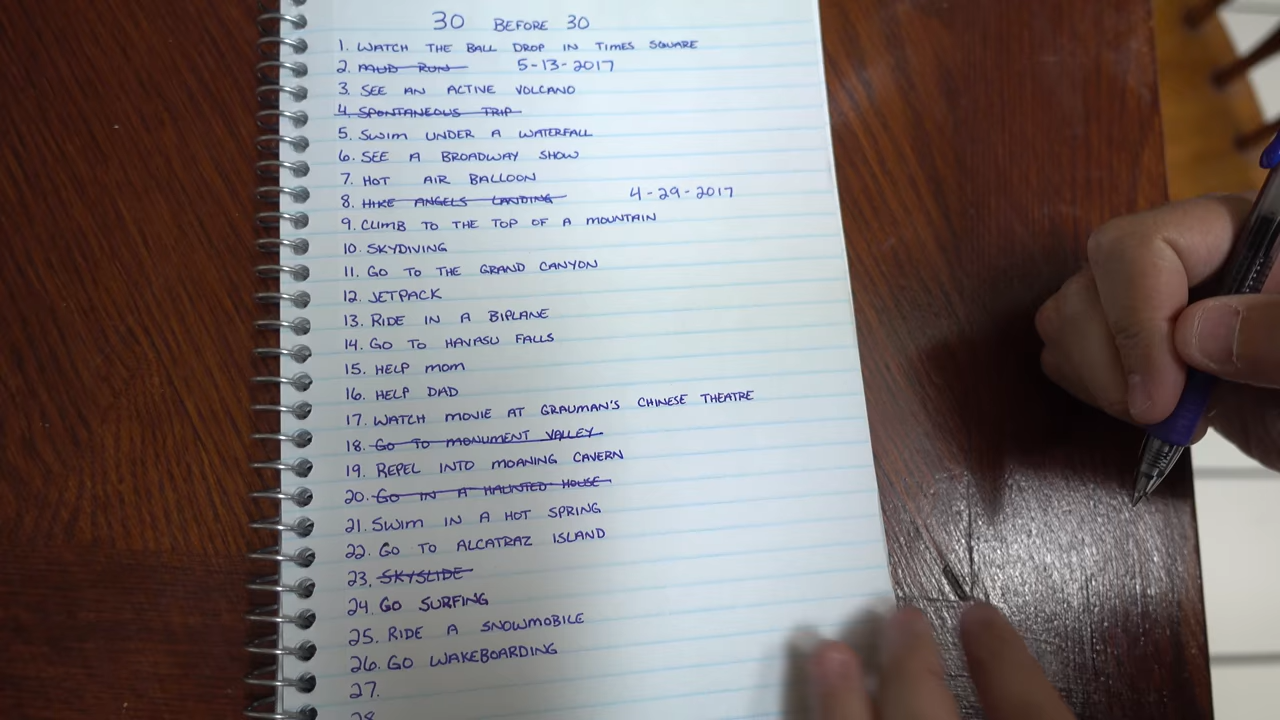 30 BEFORE 30
1. WATCH THE BALL DROP IN TIMES SQUARE
2. MUD RUN 5-13-2017
3. SEE AN ACTIVE VOLCANO
4. SPONTANEOUS TRIP
5. SWIM UNDER A WATERFALL
6. SEE A BROADWAY SHOW
7. HOT AIR BALLOON
8. HIKE ANGELS LANDING 4-29-2017
9. CLIMB TO THE TOP OF A MOUNTAIN
10. SKYDIVING
11. GO TO THE GRAND CANYON
12. JETPACK
13. RIDE IN A BIPLANE
14. GO TO HAVASU FALLS
15. HELP MOM
16. HELP DAD
17. WATCH MOVIE AT GRAUMAN'S CHINESE THEATRE
18. GO TO MONUMENT VALLEY
19. REPEL INTO MOANING CAVERN
20. GO IN A HAUNTED HOUSE
21. SWIM IN A HOT SPRING
22. GO TO ALCATRAZ ISLAND
23. SKYSLIDE
24. GO SURFING
25. RIDE A SNOWMOBILE
26. GO WAKEBOARDING
27.
28